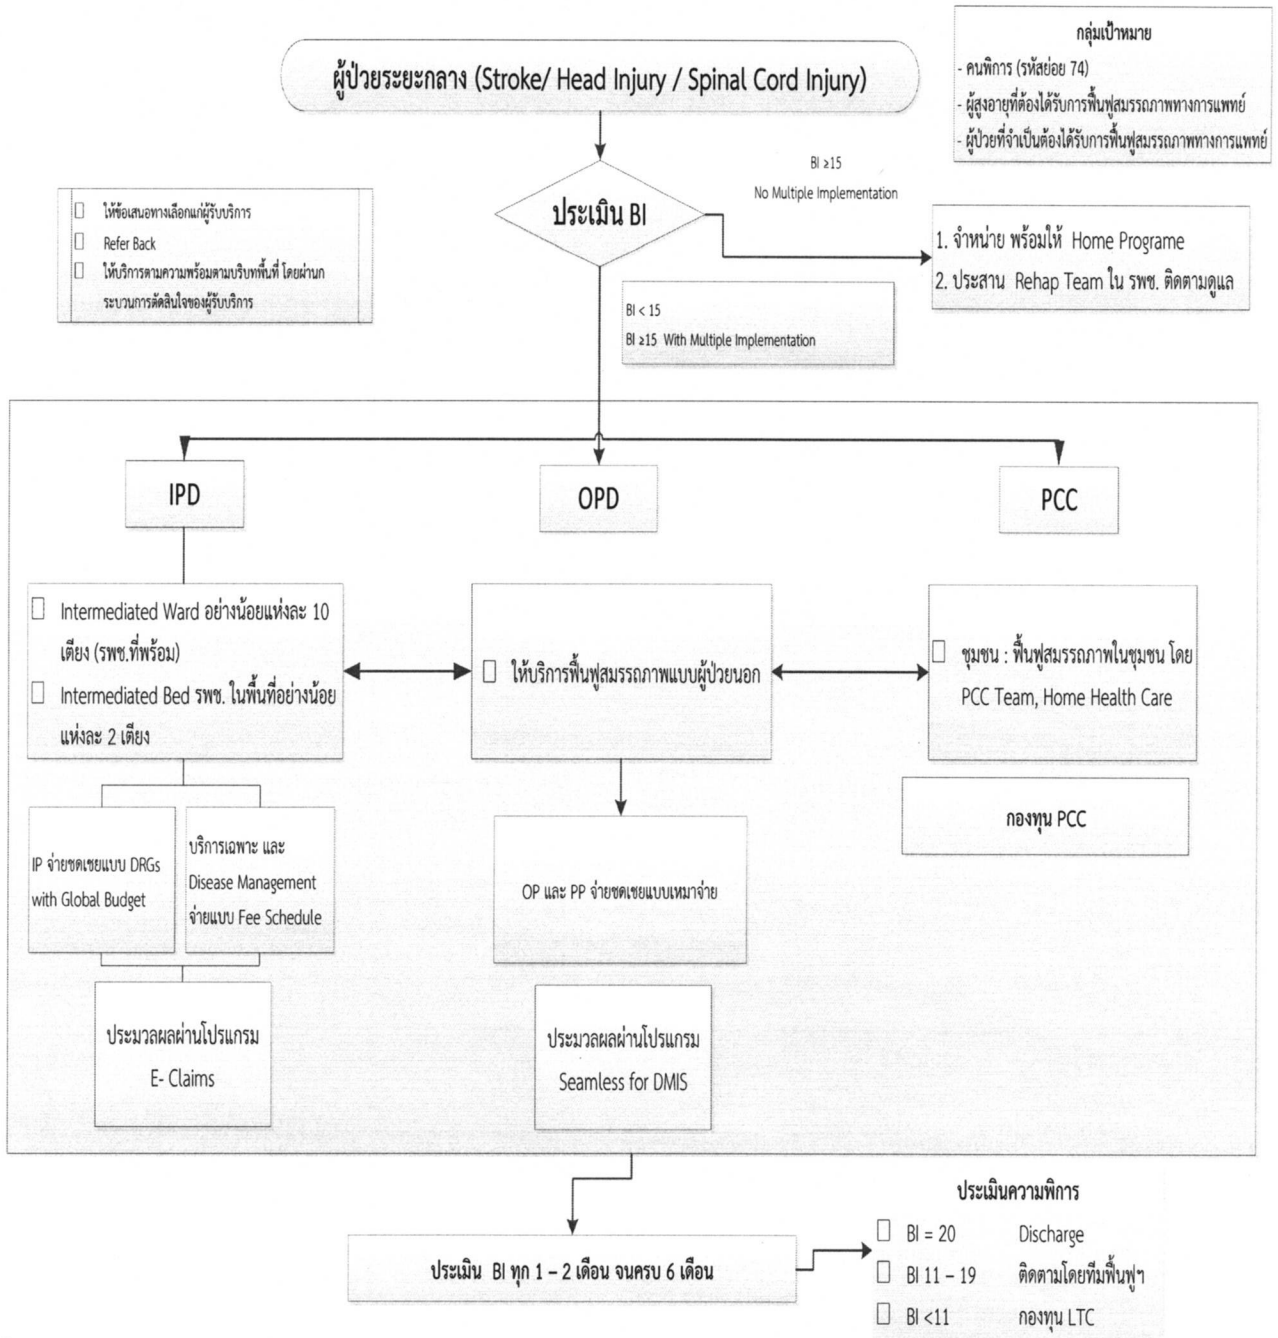 กลุ่มเป้าหมาย
- คนพิการ (รหัสย่อย 74)
- ผู้สูงอายุที่ต้องได้รับการฟื้นฟูสมรรถภาพทางการแพทย์
- ผู้ป่วยที่จำเป็นต้องได้รับการฟื้นฟูสมรรถภาพทางการแพทย์
ผู้ป่วยระยะกลาง (Stroke/ Head Injury / Spinal Cord Injury)
BI ≥15
No Multiple Implementation
ประเมิน BI
ให้ข้อเสนอทางเลือกแก่ผู้รับบริการ
Refer Back
ให้บริการตามความพร้อมตามบริบทพื้นที่ โดยผ่านก
ระบวนการตัดสินใจของผู้รับบริการ
1. จำหน่าย พร้อมให้ Home Programe
2. ประสาน Rehap Team ใน รพช. ติดตามดูแล
BI < 15
BI ≥15 With Multiple Implementation
IPD
OPD
PCC
Intermediated Ward อย่างน้อยแห่งละ 10
เตียง (รพช.ที่พร้อม)
Intermediated Bed รพช. ในพื้นที่อย่างน้อย
แห่งละ 2 เตียง
ให้บริการฟื้นฟูสมรรถภาพแบบผู้ป่วยนอก
ชุมชน : ฟื้นฟูสมรรถภาพในชุมชน โดย
PCC Team, Home Health Care
กองทุน PCC
IP จ่ายชดเชยแบบ DRGs
with Global Budget
บริการเฉพาะ และ
Disease Management
จ่ายแบบ Fee Schedule
OP และ PP จ่ายชดเชยแบบเหมาจ่าย
ประมวลผลผ่านโปรแกรม
E- Claims
ประมวลผลผ่านโปรแกรม
Seamless for DMIS
ประเมิน BI ทุก 1 – 2 เดือน จนครบ 6 เดือน
ประเมินความพิการ
BI = 20 Discharge
BI 11 – 19 ติดตามโดยทีมฟื้นฟูฯ
BI <11 กองทุน LTC